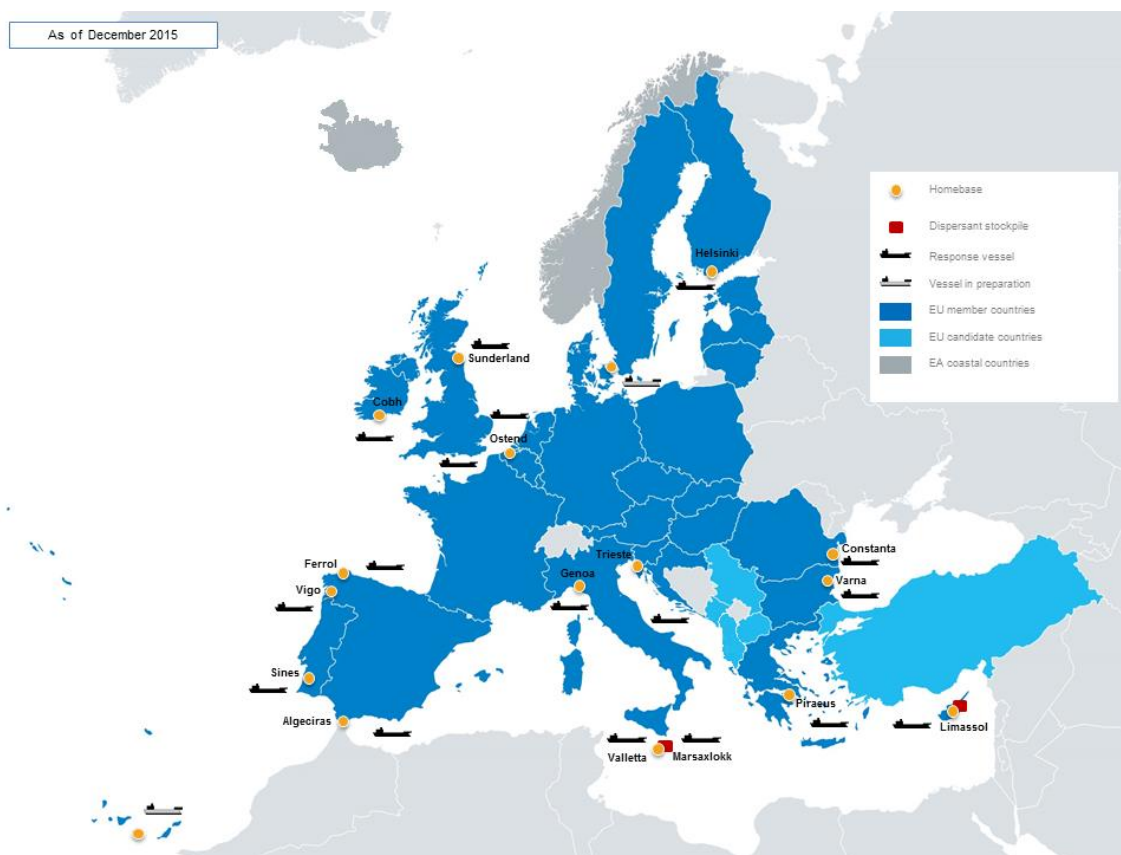 As of December 2015
Homebase
Dispersant stockpile
Response vessel
Vessel in preparation
EU member countries
EU candidate countries
EA coastal countries
Helsinki
Sunderland
Cobh
Ostend
Constanta
Trieste
Ferrol
Genoa
Varna
Vigo
Sines
Piraeus
Algeciras
Limassol
Valletta
Marsaxlokk